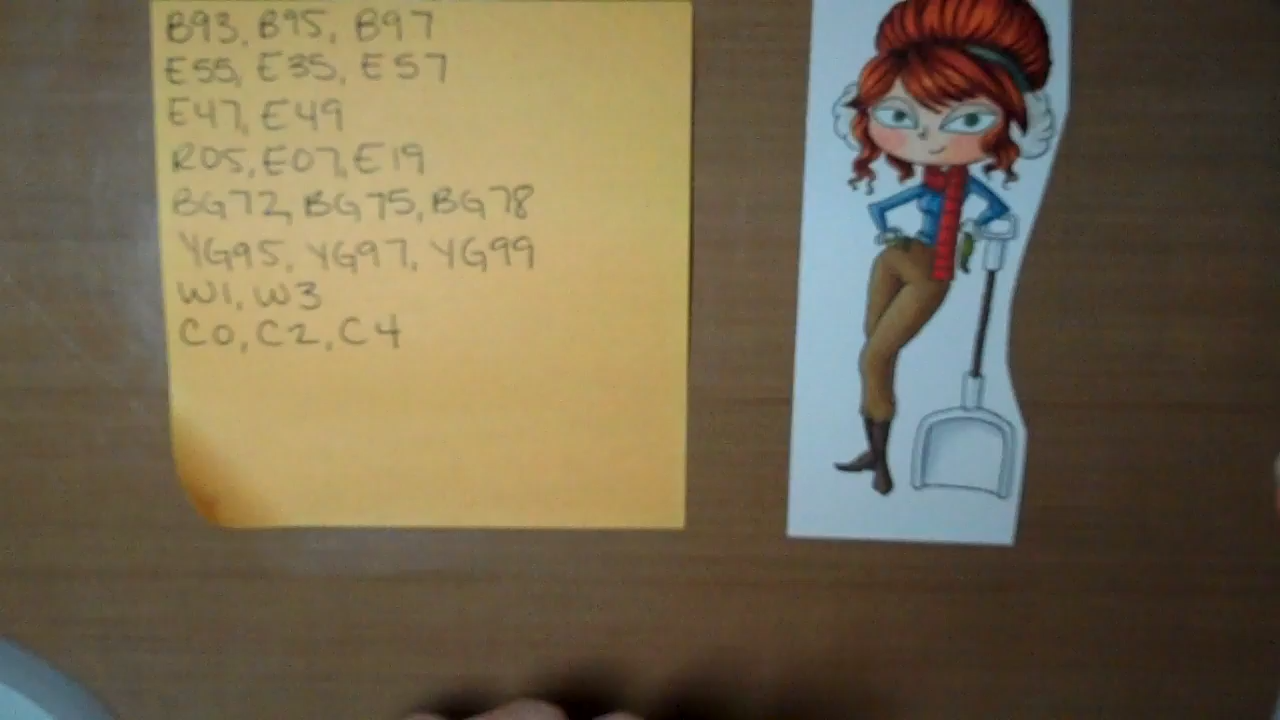 B93, B95, B97
E55, E35, E57
E47, E49
R05, E07, E19
BG72, BG75, BG78
YG95, YG97, YG99
W1, W3
C0, C2, C4